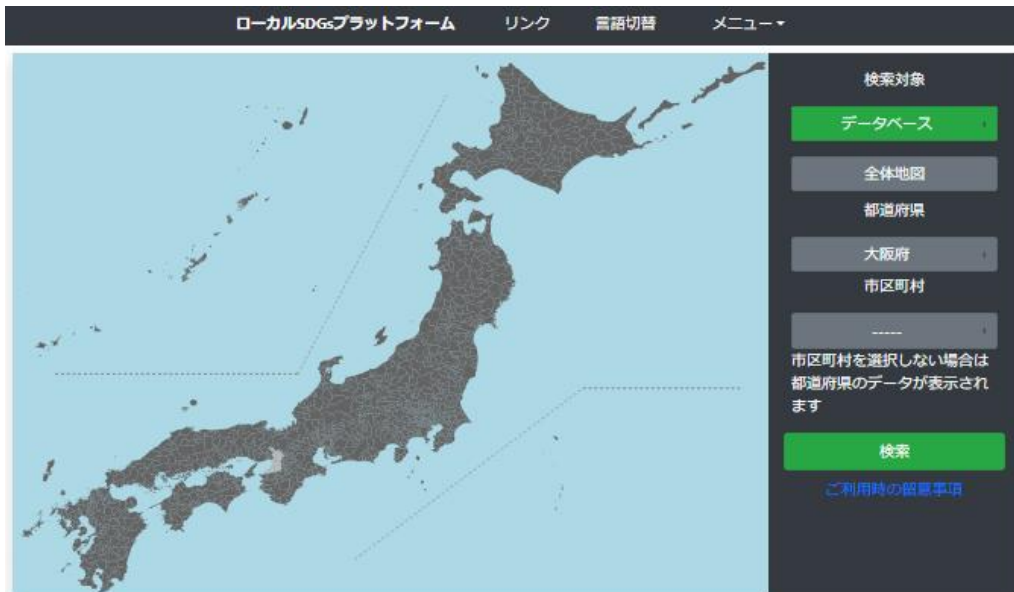 ローカルSDGsプラットフォーム リンク 言語切替 メニュー
検索対象
データベース
全体地図
都道府県
大阪府
市区町村
-----
市区町村を選択しない場合は
都道府県のデータが表示され
ます
検索
ご利用時の留意事項